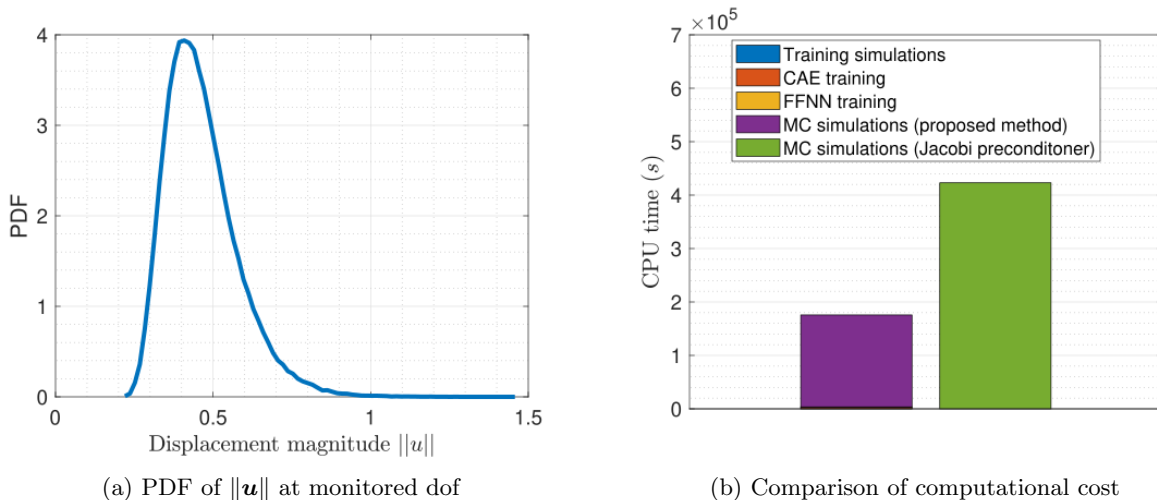 4
3
2
1
0
PDF
0
0.5
1
1.5
Displacement magnitude ||u||
(a) PDF of ‖u‖ at monitored dof
×10⁵
7
6
5
4
3
2
1
0
CPU time (s)
Training simulations
CAE training
FFNN training
MC simulations (proposed method)
MC simulations (Jacobi preconditoner)
(b) Comparison of computational cost